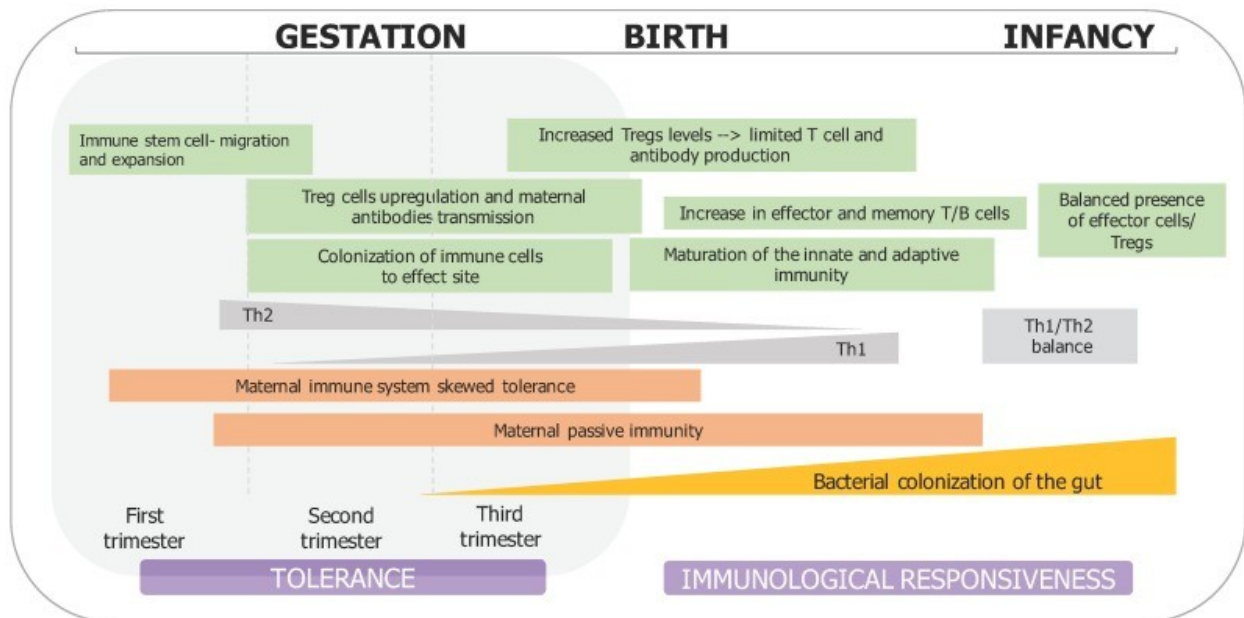 GESTATION
BIRTH
INFANCY
Immune stem cell- migration
and expansion
Increased Tregs levels --> limited T cell and
antibody production
Treg cells upregulation and maternal
antibodies transmission
Increase in effector and memory T/B cells
Balanced presence
of effector cells/
Tregs
Colonization of immune cells
to effect site
Maturation of the innate and adaptive
immunity
Th2
Th1
Th1/Th2
balance
Maternal immune system skewed tolerance
Maternal passive immunity
Bacterial colonization of the gut
First
trimester
Second
trimester
Third
trimester
TOLERANCE
IMMUNOLOGICAL RESPONSIVENESS